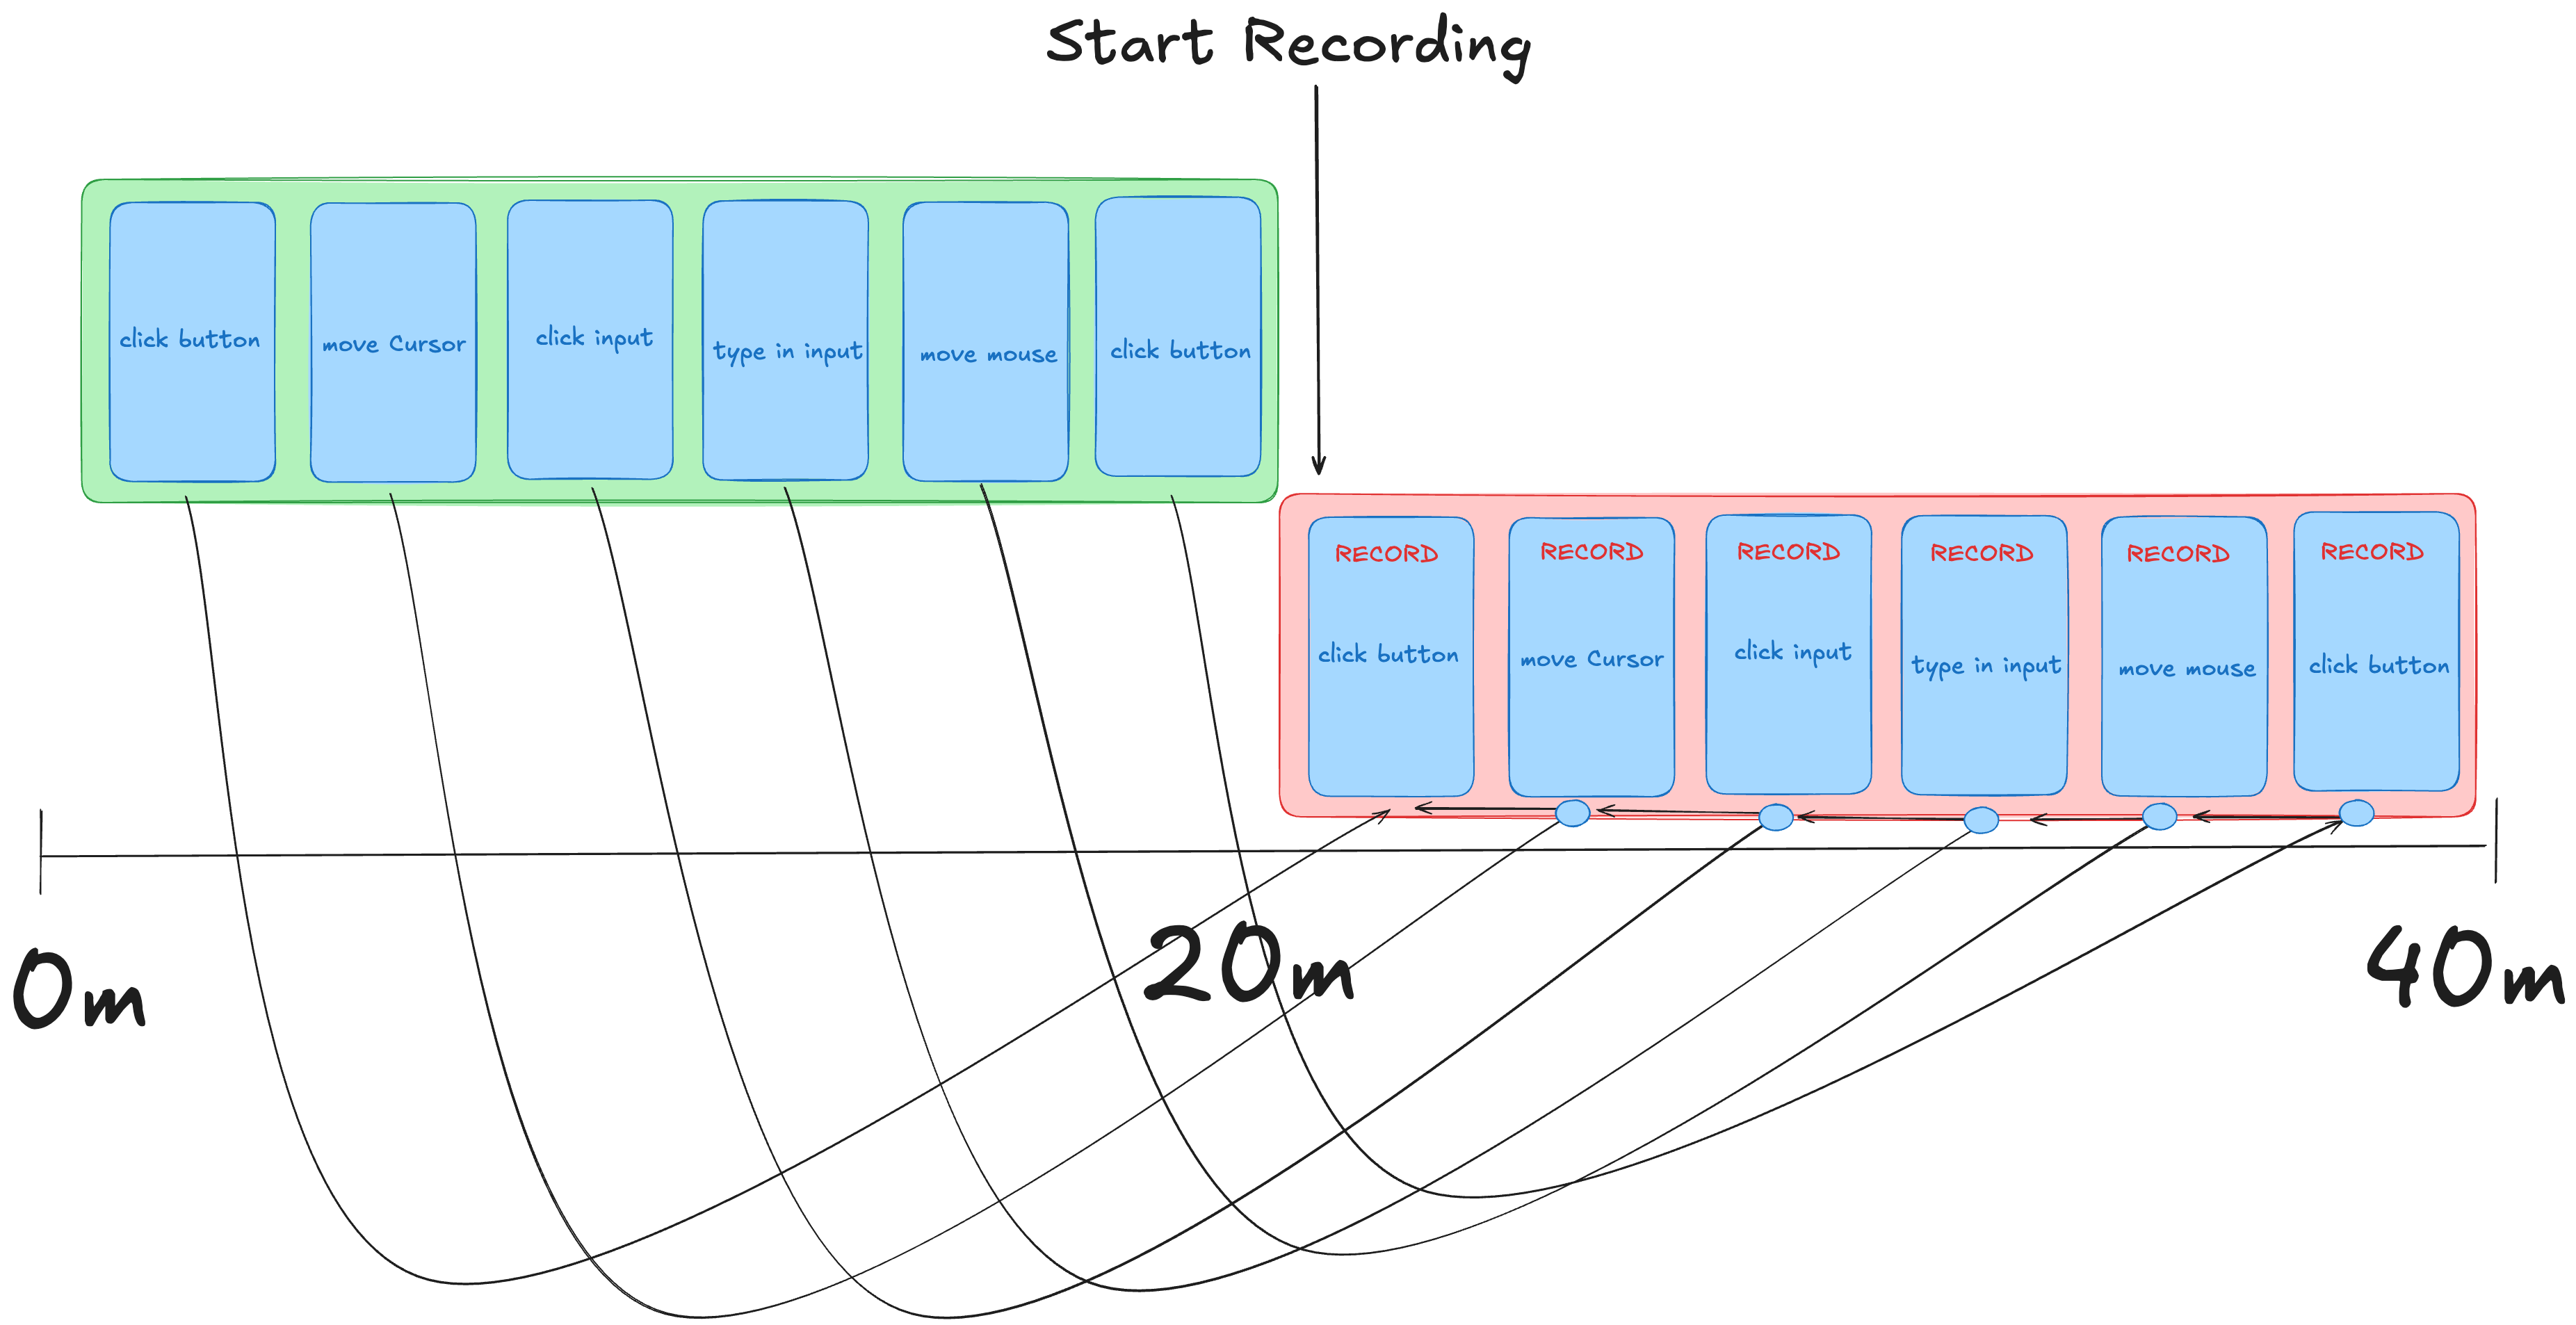 Start Recording
click button
move Cursor
click input
type in input
move mouse
click button
RECORD
click button
RECORD
move Cursor
RECORD
click input
RECORD
type in input
RECORD
move mouse
RECORD
click button
0m
20m
40m